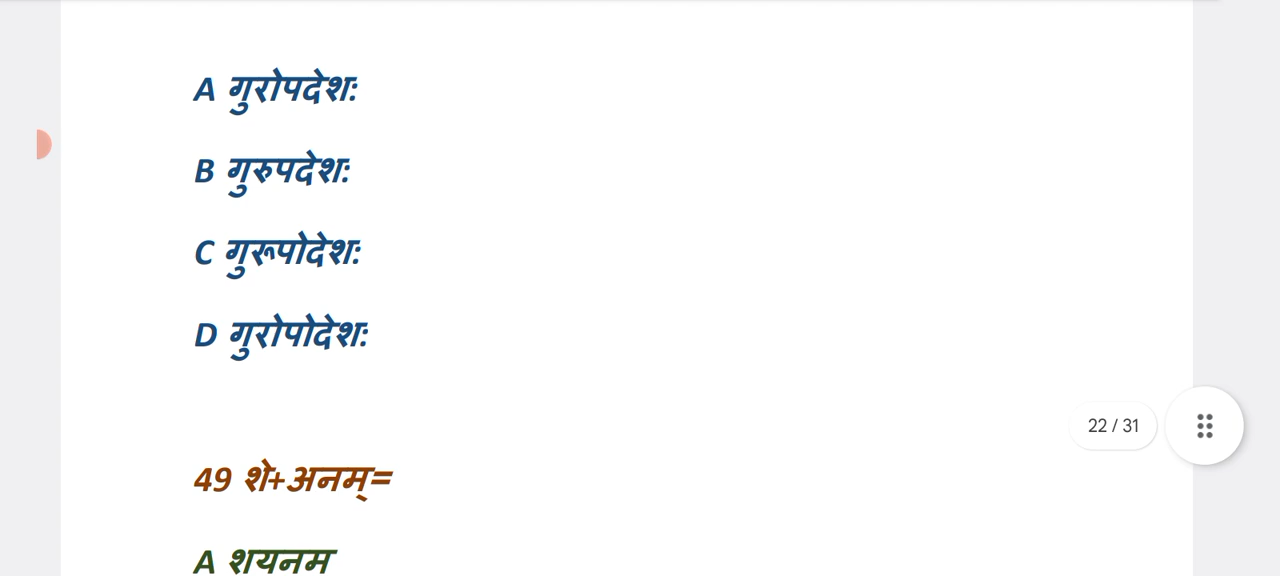 A गुरोपदेशः
B गुरुपदेशः
C गुरूपोदेशः
D गुरोपोदेशः
22 / 31
49 शे+अनम्=
A शयनम